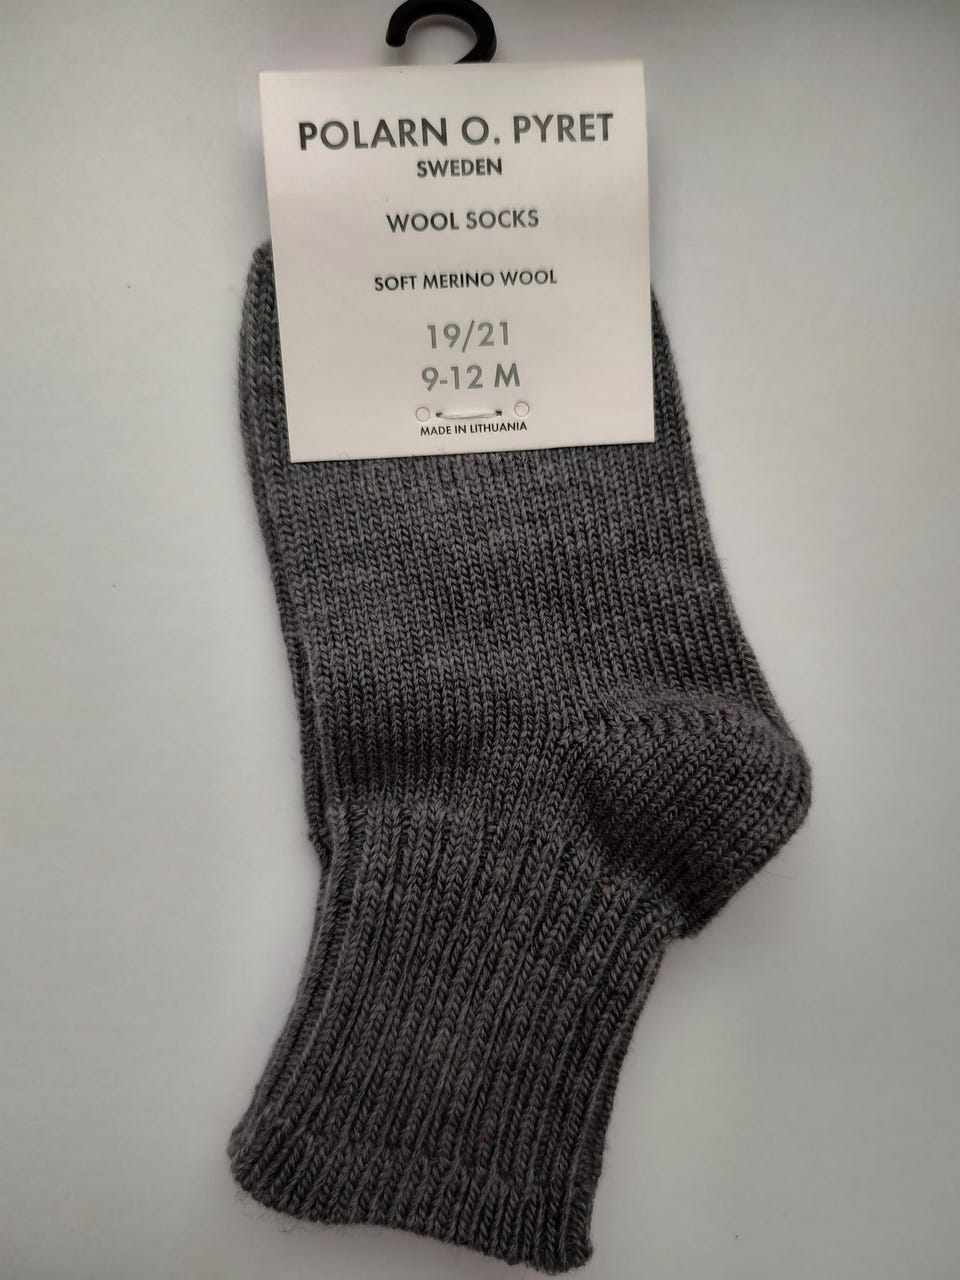 POLARN O. PYRET
SWEDEN
WOOL SOCKS
SOFT MERINO WOOL
19/21
9-12 M
MADE IN LITHUANIA